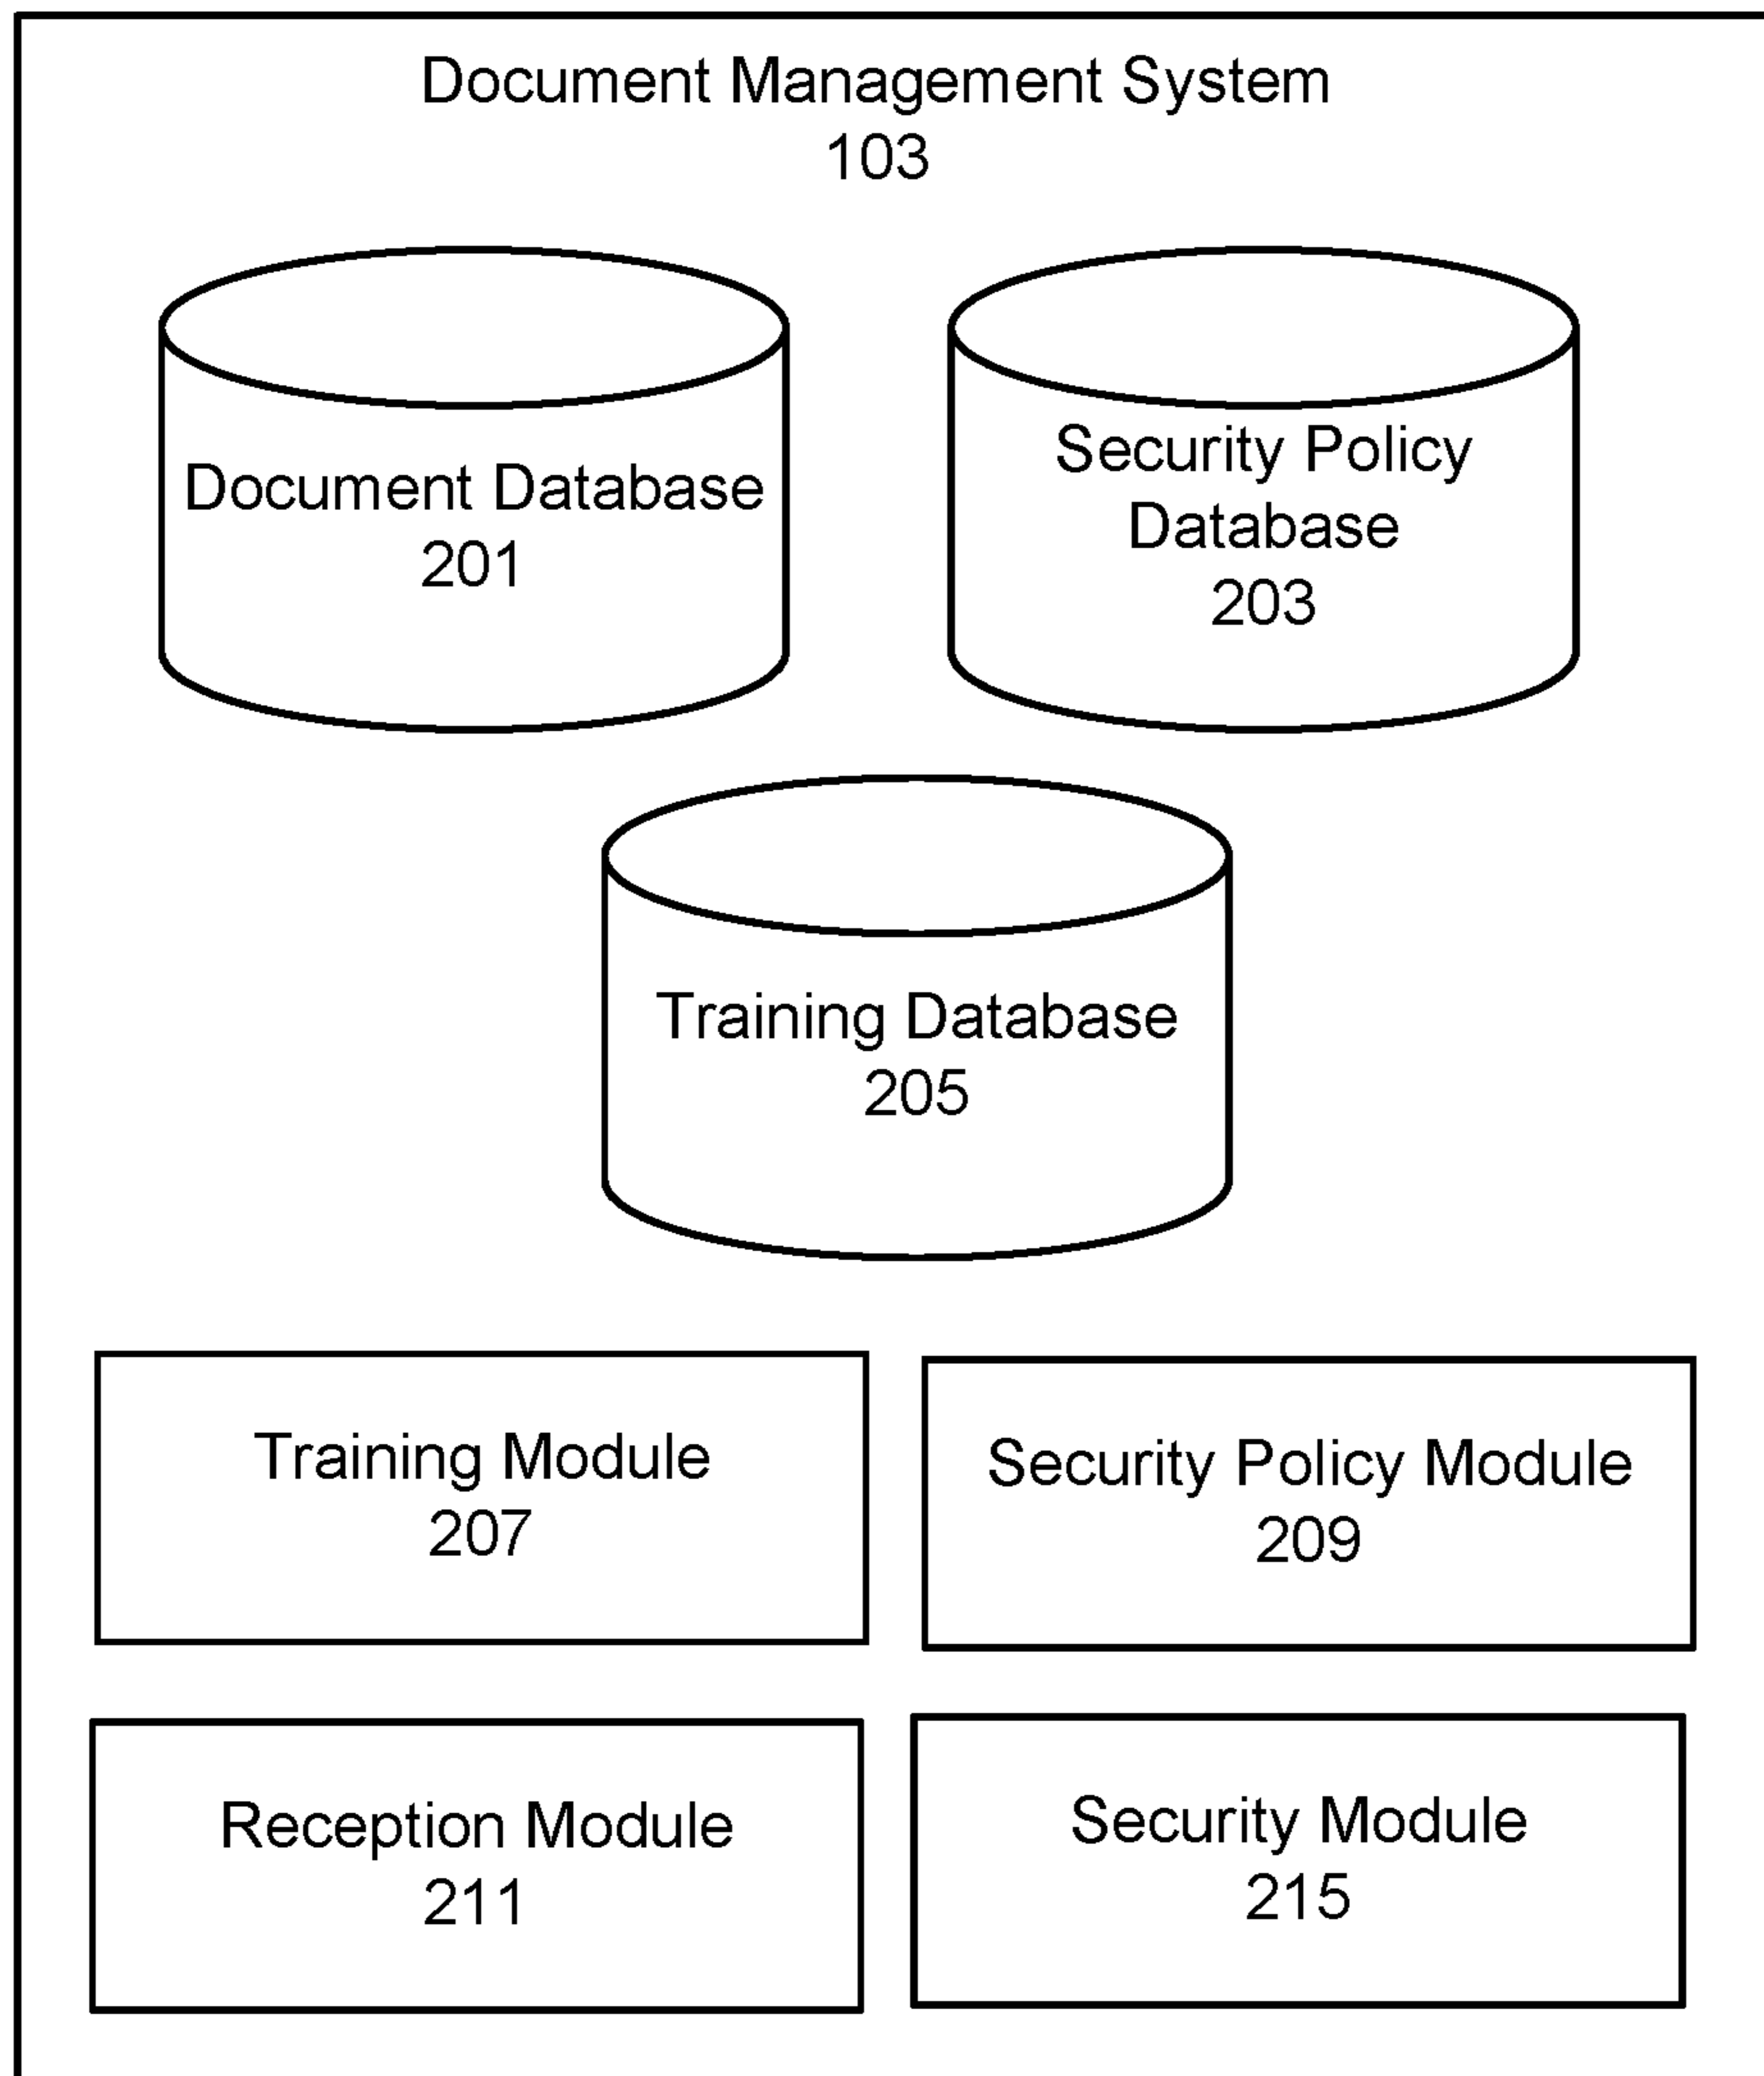 Document Management System
103
Document Database
201
Security Policy
Database
203
Training Database
205
Training Module
207
Security Policy Module
209
Reception Module
211
Security Module
215